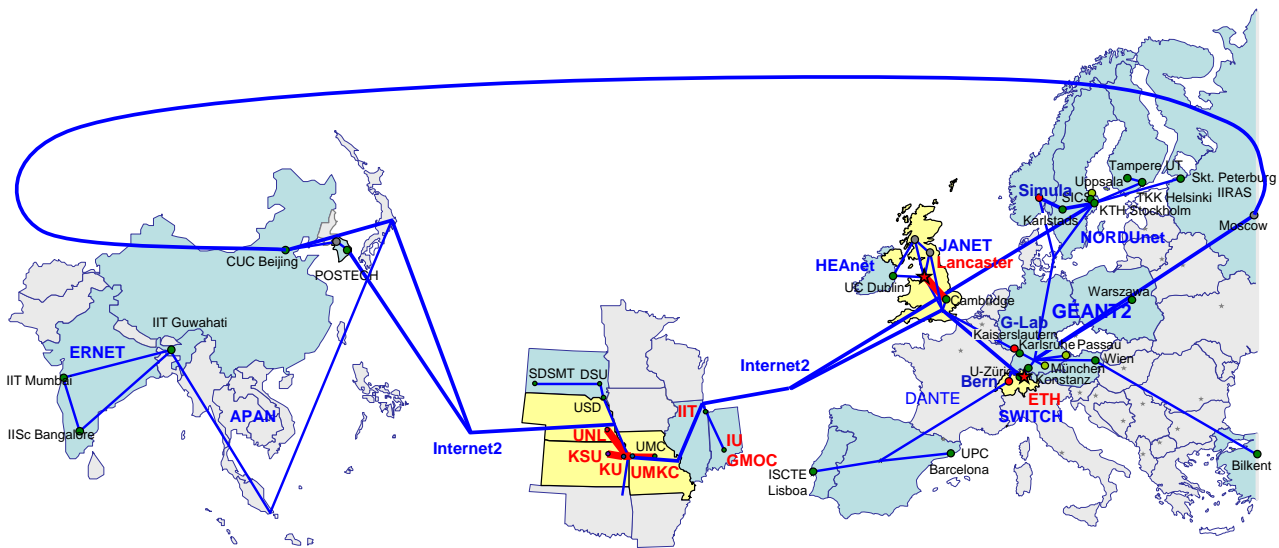 CUC Beijing
POSTECH
IIT Guwahati
ERNET
IIT Mumbai
IISc Bangalore
APAN
Internet2
SDSMT
DSU
USD
UNL
KSU
KU
UMC
UMKC
IIT
IU
GMOC
Internet2
HEAnet
UC Dublin
JANET
Lancaster
Cambridge
Simula
Uppsala
SICS
Karlstads
Tampere UT
TKK Helsinki
KTH Stockholm
Skt. Peterburg
IIRAS
Moscow
NORDUnet
Warszawa
GEANT2
G-Lab
Kaiserslautern
Karlsruhe
Passau
Wien
München
U-Zürich
Konstanz
Bern
ETH
SWITCH
DANTE
UPC
Barcelona
ISCTE
Lisboa
Bilkent